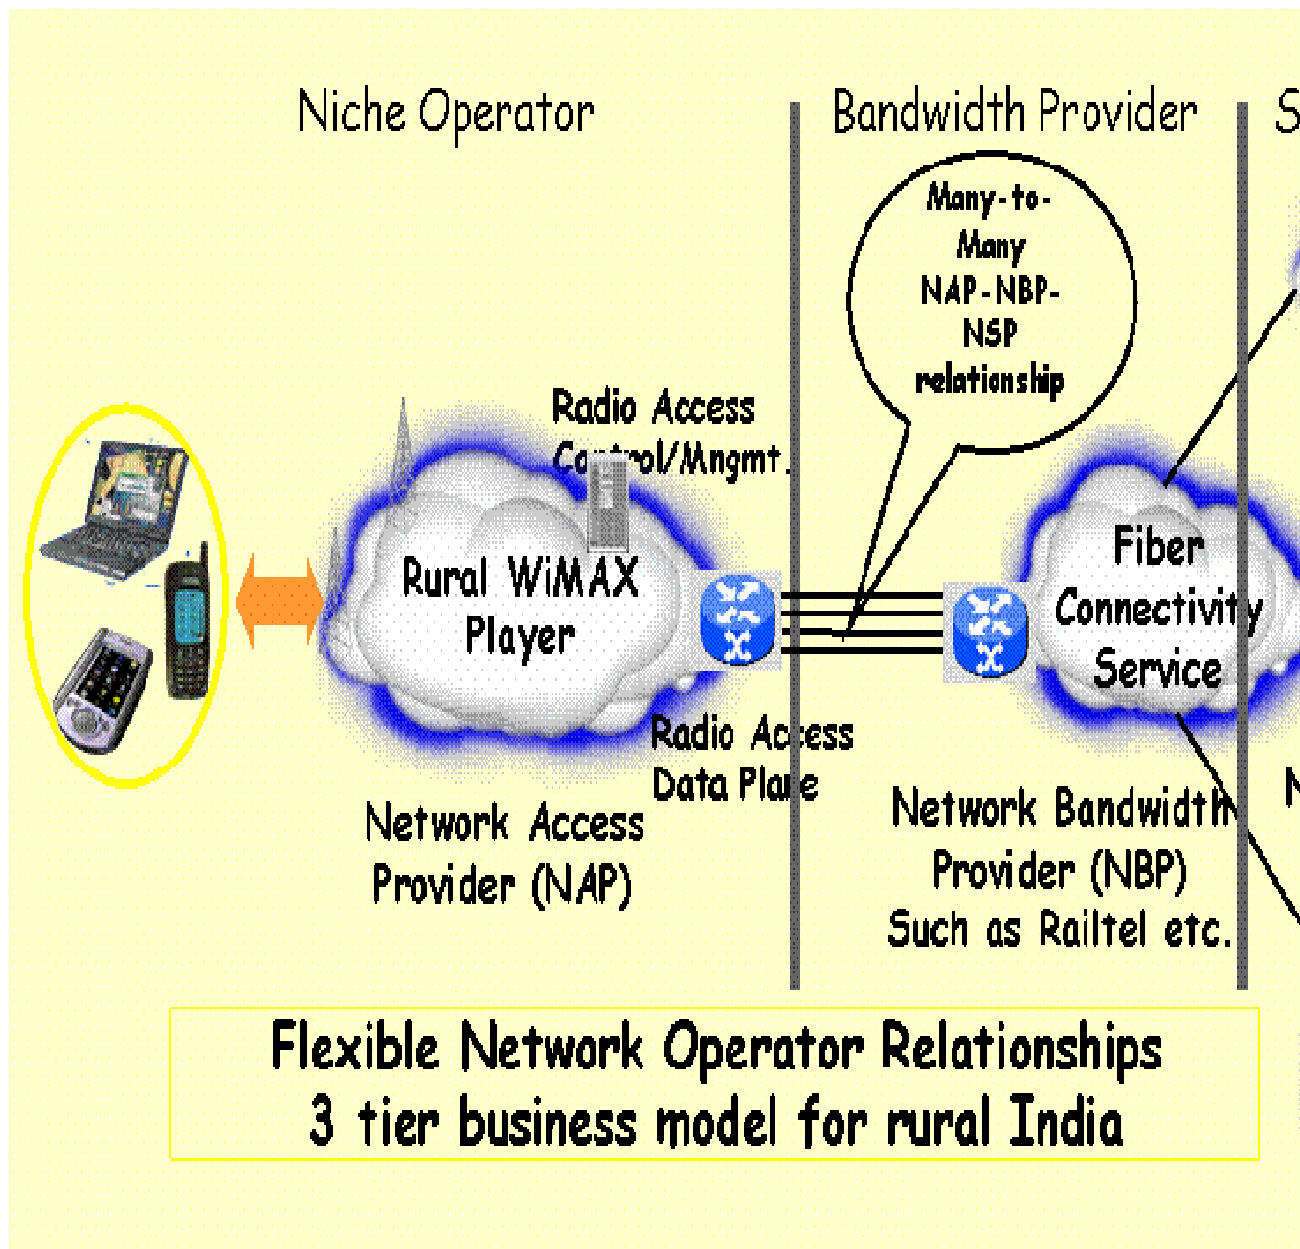 Niche Operator
Bandwidth Provider
S
Many-to-
Many
NAP-NBP-
NSP
relationship
Radio Access
Control/Mngmt.
Rural WiMAX
Player
Fiber
Connectivity
Service
Radio Access
Data Plane
Network Access
Provider (NAP)
Network Bandwidth
Provider (NBP)
Such as Railtel etc.
Flexible Network Operator Relationships
3 tier business model for rural India